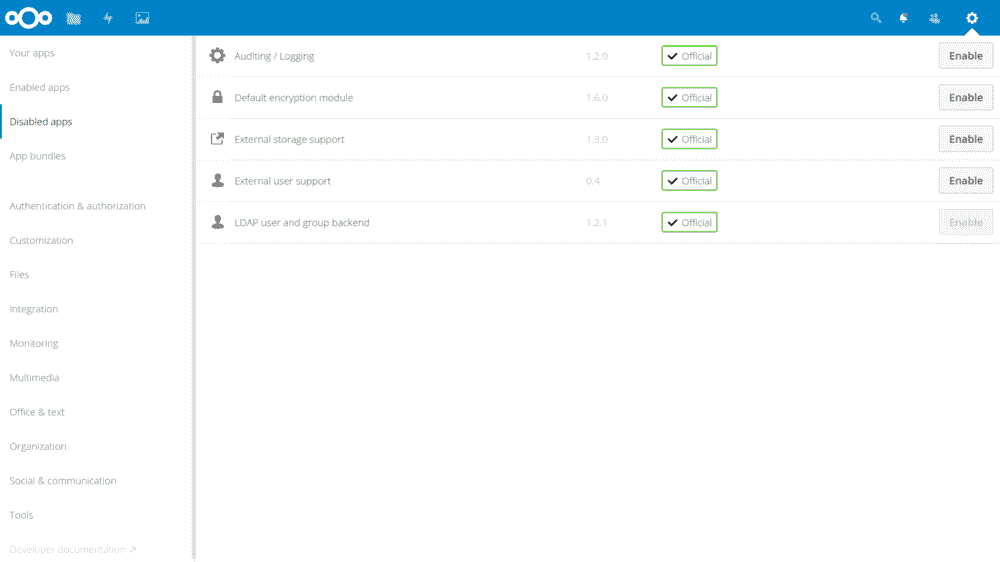 Your apps
Enabled apps
Disabled apps
App bundles
Authentication & authorization
Customization
Files
Integration
Monitoring
Multimedia
Office & text
Organization
Social & communication
Tools
Developer documentation ↗
Auditing / Logging 1.2.0 ✔ Official Enable
Default encryption module 1.6.0 ✔ Official Enable
External storage support 1.3.0 ✔ Official Enable
External user support 0.4 ✔ Official Enable
LDAP user and group backend 1.2.1 ✔ Official Enable